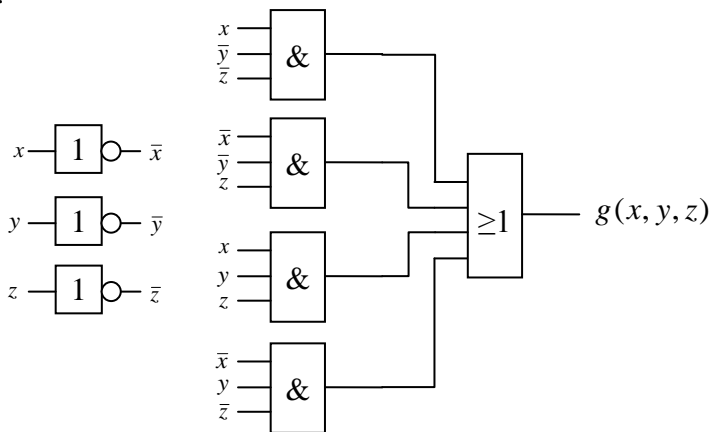 x
y̅
z̅
&
x̅
y̅
z
&
x 1 x̅
y 1 y̅
z 1 z̅
≥1
g(x, y, z)
x
y
z
&
x̅
y
z̅
&